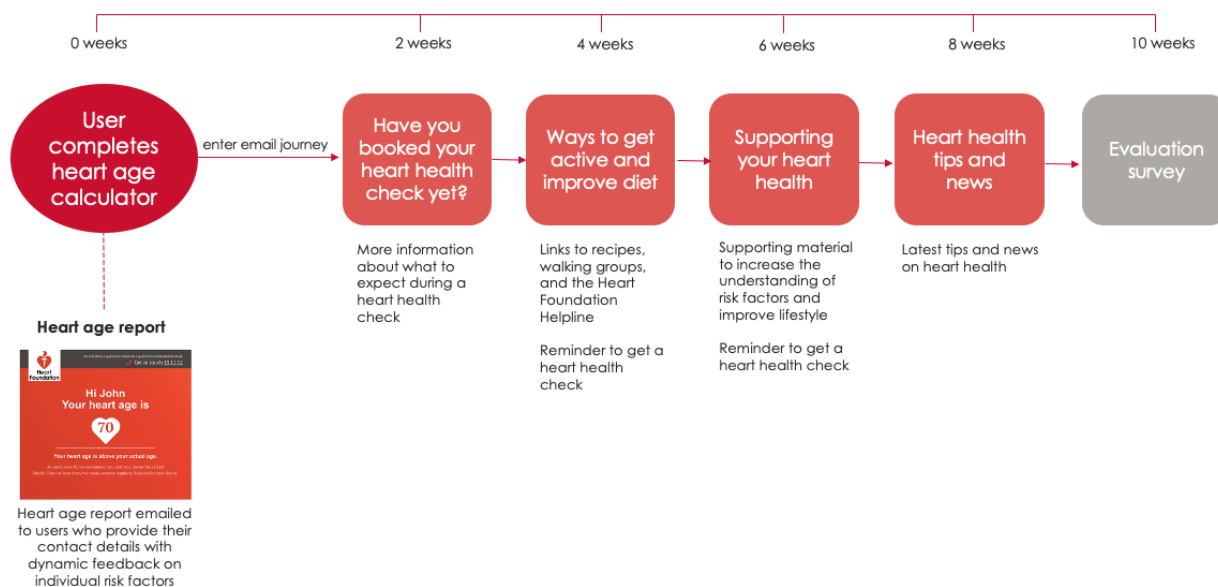 0 weeks
2 weeks
4 weeks
6 weeks
8 weeks
10 weeks
User
completes
heart age
calculator
enter email journey
Have you
booked your
heart health
check yet?
Ways to get
active and
improve diet
Supporting
your heart
health
Heart health
tips and
news
Evaluation
survey
More information
about what to
expect during a
heart health
check
Links to recipes,
walking groups,
and the Heart
Foundation
Helpline
Reminder to get a
heart health
check
Supporting material
to increase the
understanding of
risk factors and
improve lifestyle
Reminder to get a
heart health check
Latest tips and news
on heart health
Heart age report
Heart
Foundation
Get in touch 13 11 12
Hi John
Your heart age is
70
Your heart age is above your actual age.
Heart age report emailed
to users who provide their
contact details with
dynamic feedback on
individual risk factors